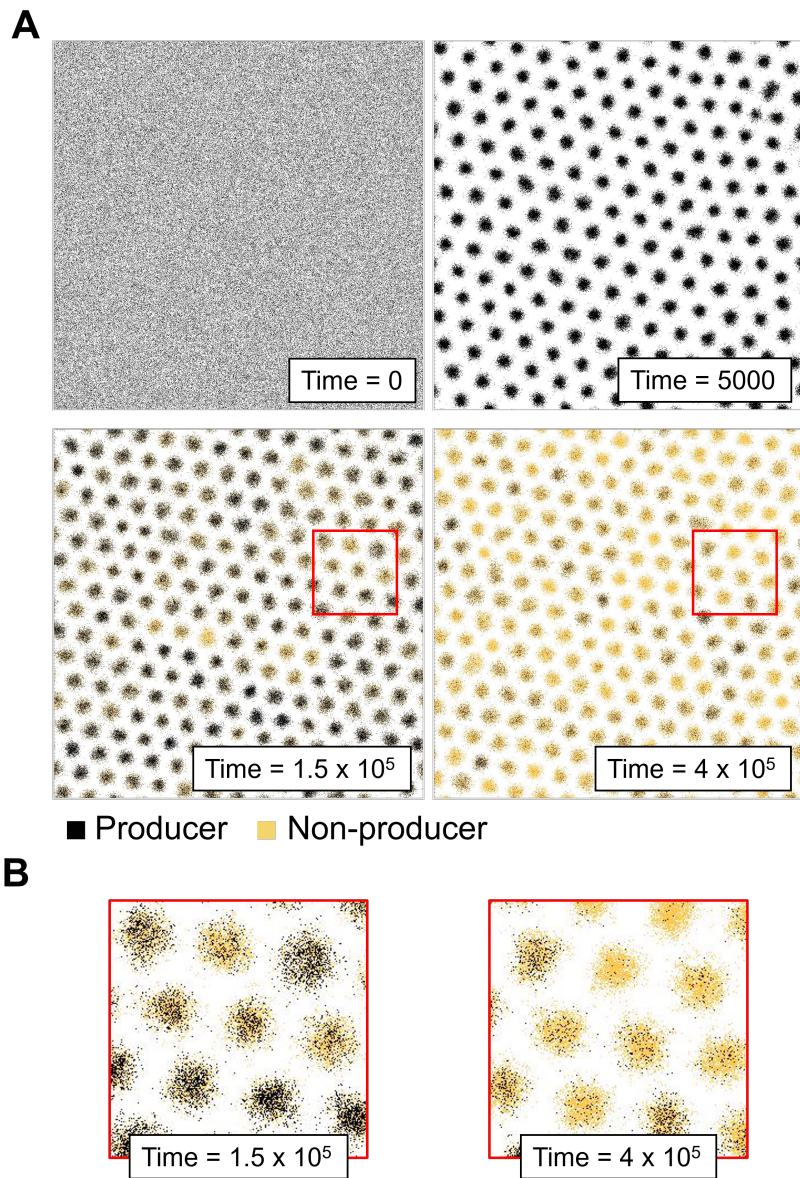 A
Time = 0
Time = 5000
Time = 1.5 x 10⁵
Time = 4 x 10⁵
Producer
Non-producer
B
Time = 1.5 x 10⁵
Time = 4 x 10⁵